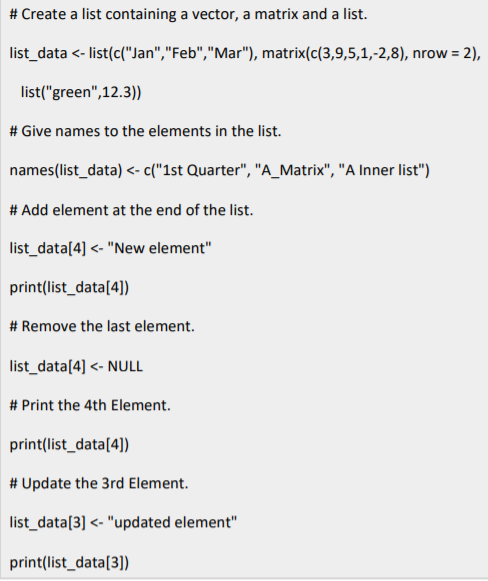 # Create a list containing a vector, a matrix and a list.
list_data <- list(c("Jan","Feb","Mar"), matrix(c(3,9,5,1,-2,8), nrow = 2),
list("green",12.3))
# Give names to the elements in the list.
names(list_data) <- c("1st Quarter", "A_Matrix", "A Inner list")
# Add element at the end of the list.
list_data[4] <- "New element"
print(list_data[4])
# Remove the last element.
list_data[4] <- NULL
# Print the 4th Element.
print(list_data[4])
# Update the 3rd Element.
list_data[3] <- "updated element"
print(list_data[3])